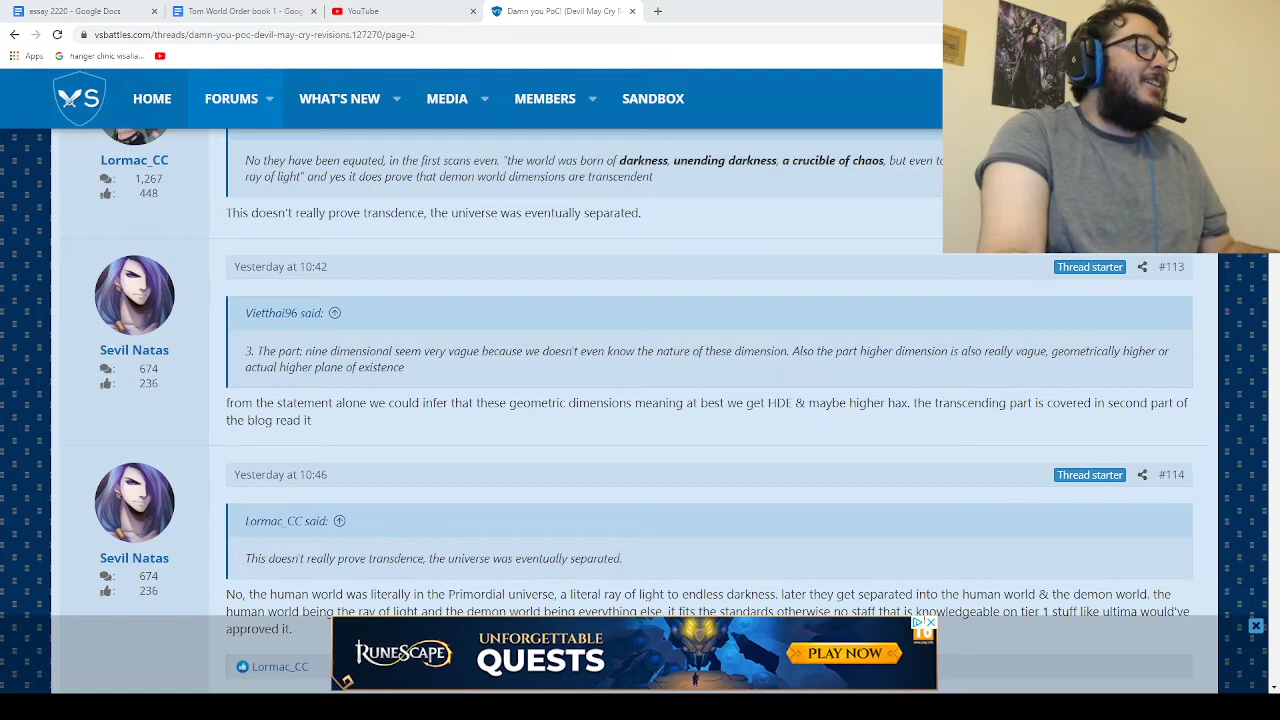 essay 2220 - Google Docs
Tom World Order book 1 - Goog
YouTube
Damn you PoC! (Devil May Cry R
vsbattles.com/threads/damn-you-poc-devil-may-cry-revisions.127270/page-2
Apps
hanger clinic visalia...
VS
HOME
FORUMS
WHAT'S NEW
MEDIA
MEMBERS
SANDBOX
Lormac_CC
1,267
448
No they have been equated, in the first game even. "the world was born of darkness, unending darkness, a crucible of chaos, but even to
ray of light" and yes it does prove that demon world dimensions are transcendent
This doesn't really prove transdence, the universe was eventually separated.
Yesterday at 10:42
Thread starter
#113
Sevil Natas
674
236
Vietthai96 said:
3. The part: nine dimensional seem very vague because we does't even know the nature of these dimension. Also the part higher dimension is also really vague, geometrically higher or
actual higher plane of existence
from the statement alone we could infer that these geometric dimensions meaning at best we get HDE & maybe higher hax. the transcending part is covered in second part of
the blog read it
Yesterday at 10:46
Thread starter
#114
Sevil Natas
674
236
Lormac_CC said:
This doesn't really prove transdence, the universe was eventually separated.
No, the human world was literally in the primordial universe, a literal ray of light to endless darkness. later they get separated into the human world & the demon world. the
human world being the ray of light and the demon world being everything else, it fits
is knowledgeable on tier 1 stuff like ultima would've
approved it
Lormac_CC
RUNESCAPE
UNFORGETTABLE
QUESTS
PLAY NOW